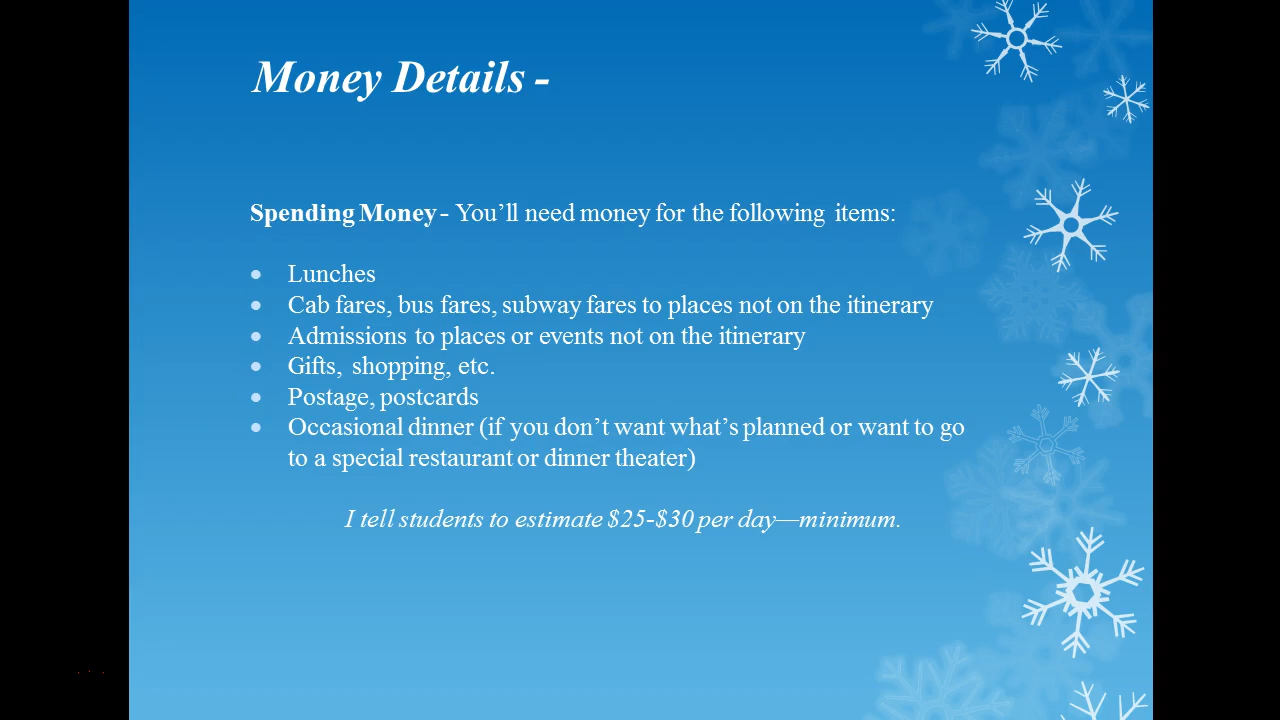 Money Details -
Spending Money - You’ll need money for the following items:
• Lunches
• Cab fares, bus fares, subway fares to places not on the itinerary
• Admissions to places or events not on the itinerary
• Gifts, shopping, etc.
• Postage, postcards
• Occasional dinner (if you don’t want what’s planned or want to go
to a special restaurant or dinner theater)
I tell students to estimate $25-$30 per day—minimum.